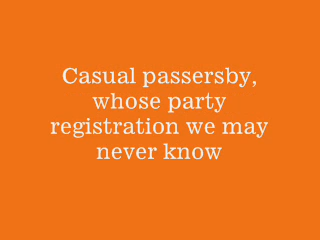 Casual passersby,
whose party
registration we may
never know